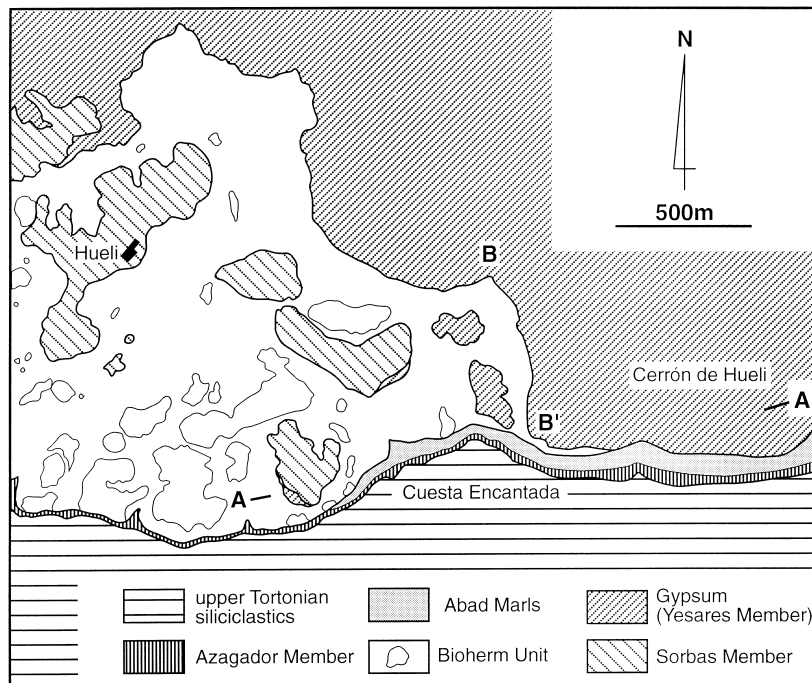 N
500m
Hueli
B
Cerrón de Hueli
A
B'
A
Cuesta Encantada
upper Tortonian
siliciclastics
Abad Marls
Gypsum
(Yesares Member)
Azagador Member
Bioherm Unit
Sorbas Member